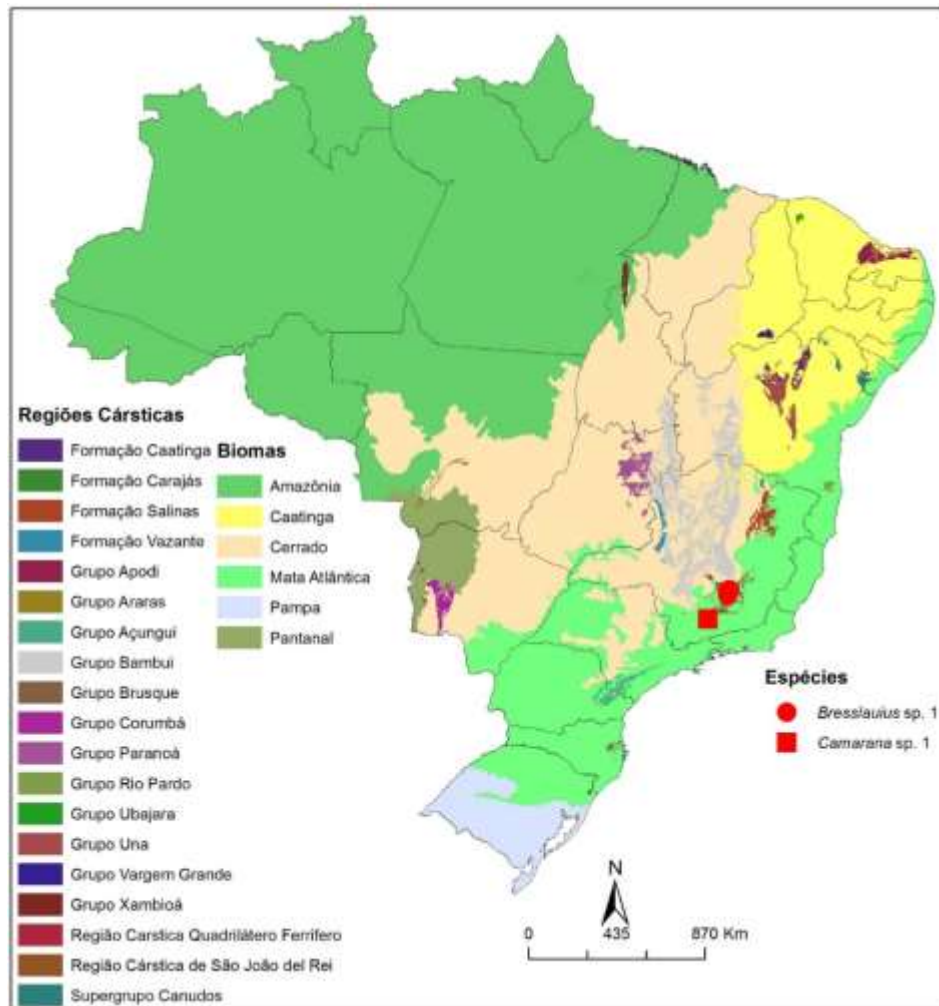 Regiões Cársticas
Formação Caatinga
Formação Carajás
Formação Salinas
Formação Vazante
Grupo Apodi
Grupo Araras
Grupo Açungui
Grupo Bambuí
Grupo Brusque
Grupo Corumbá
Grupo Paranoá
Grupo Rio Pardo
Grupo Ubajara
Grupo Una
Grupo Vargem Grande
Grupo Xambioá
Região Carstica Quadrilátero Ferrífero
Região Cárstica de São João del Rei
Supergrupo Canudos
Biomas
Amazônia
Caatinga
Cerrado
Mata Atlântica
Pampa
Pantanal
Espécies
Bresslauius sp. 1
Camarana sp. 1
N
0 435 870 Km